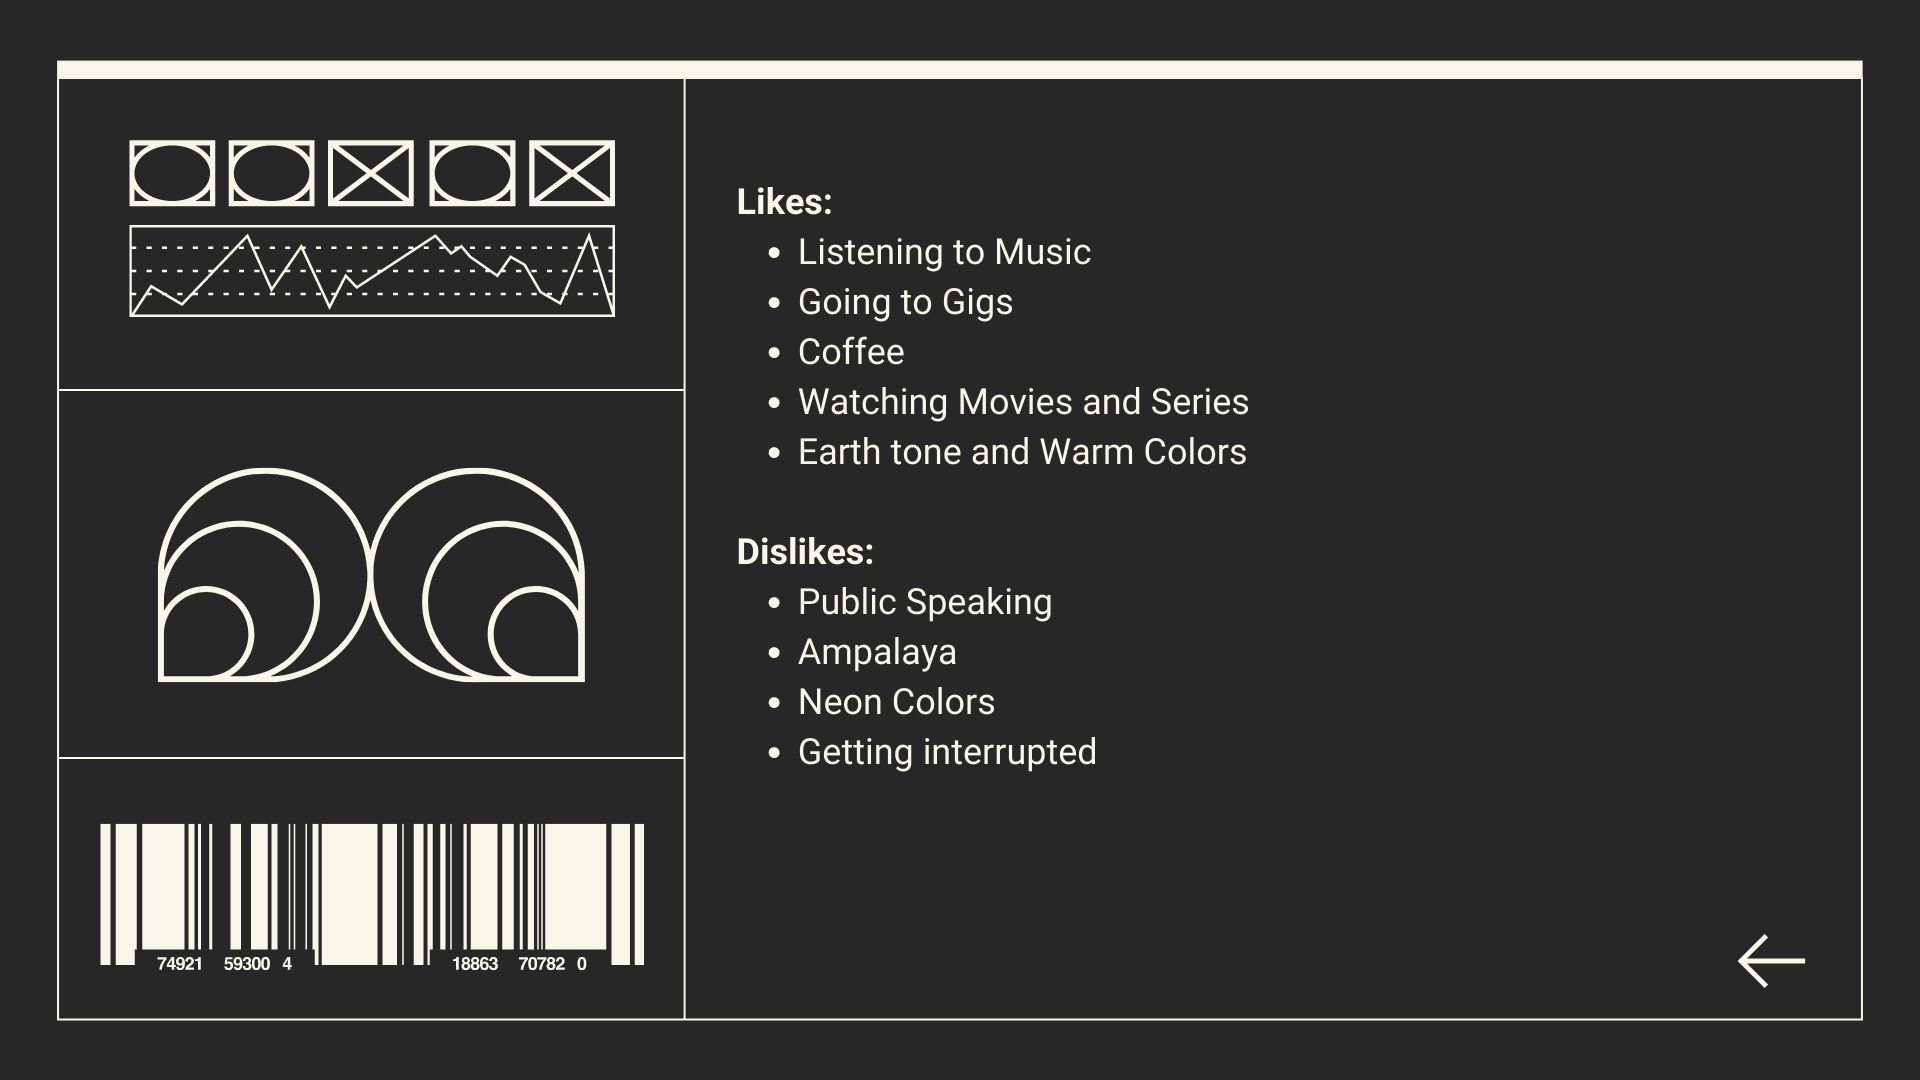 Likes:
• Listening to Music
• Going to Gigs
• Coffee
• Watching Movies and Series
• Earth tone and Warm Colors
Dislikes:
• Public Speaking
• Ampalaya
• Neon Colors
• Getting interrupted
74921 59300 4 18863 70782 0